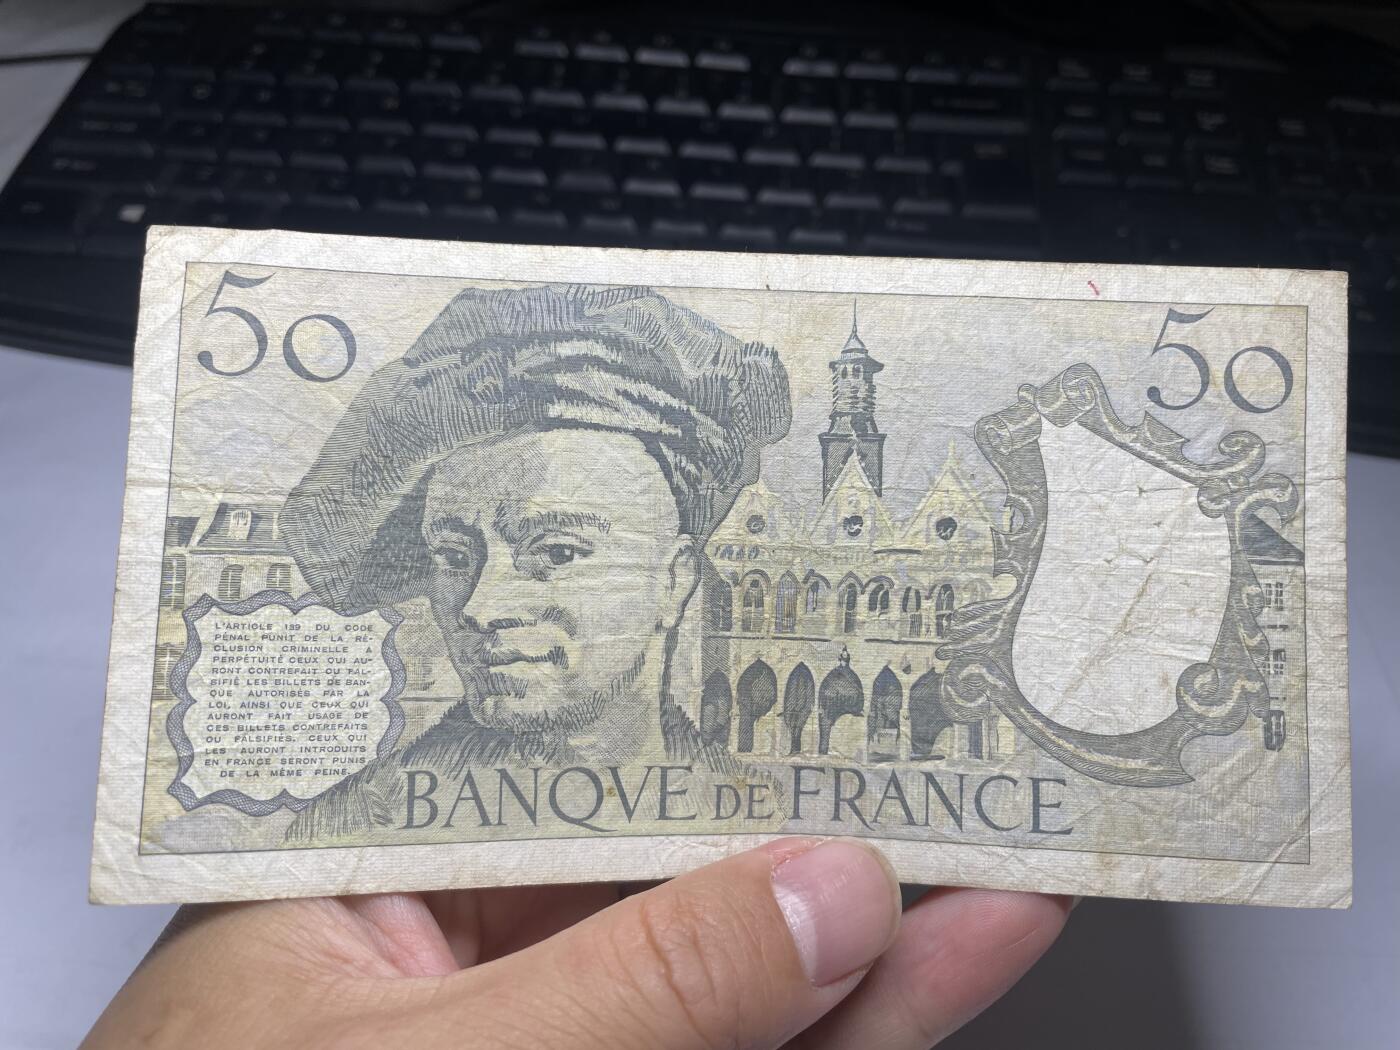 50
50
L'ARTICLE 139 DU CODE
PÉNAL PUNIT DE LA RÉ-
CLUSION CRIMINELLE A
PERPÉTUITÉ CEUX QUI AU-
RONT CONTREFAIT OU FAL-
SIFIÉ LES BILLETS DE BAN-
QUE AUTORISÉS PAR LA
LOI, AINSI QUE CEUX QUI
AURONT FAIT USAGE DE
CES BILLETS CONTREFAITS
OU FALSIFIÉS. CEUX QUI
LES AURONT INTRODUITS
EN FRANCE SERONT PUNIS
DE LA MÊME PEINE.
BANQVE DE FRANCE